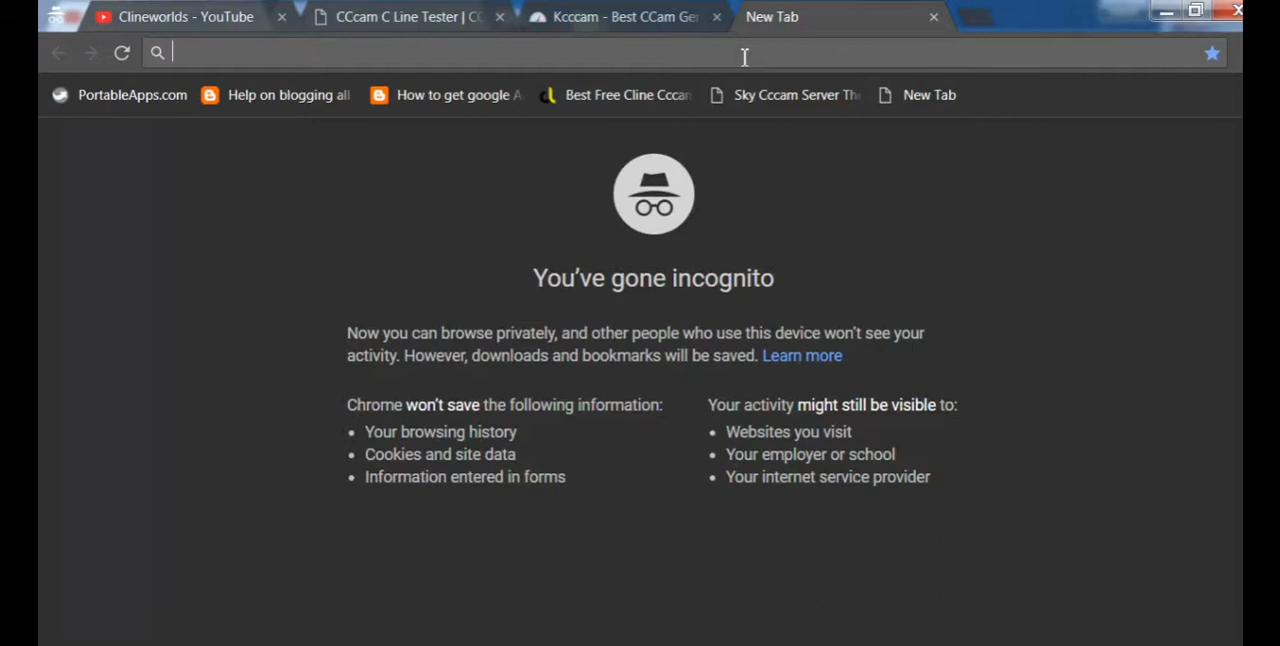 Clineworlds - YouTube
CCcam C Line Tester | CC
Kcccam - Best CCam Ger
New Tab
PortableApps.com
Help on blogging all
How to get google A
Best Free Cline Cccar
Sky Cccam Server Th
New Tab
You've gone incognito
Now you can browse privately, and other people who use this device won't see your
activity. However, downloads and bookmarks will be saved. Learn more
Chrome won't save the following information:
Your browsing history
Cookies and site data
Information entered in forms
Your activity might still be visible to:
Websites you visit
Your employer or school
Your internet service provider